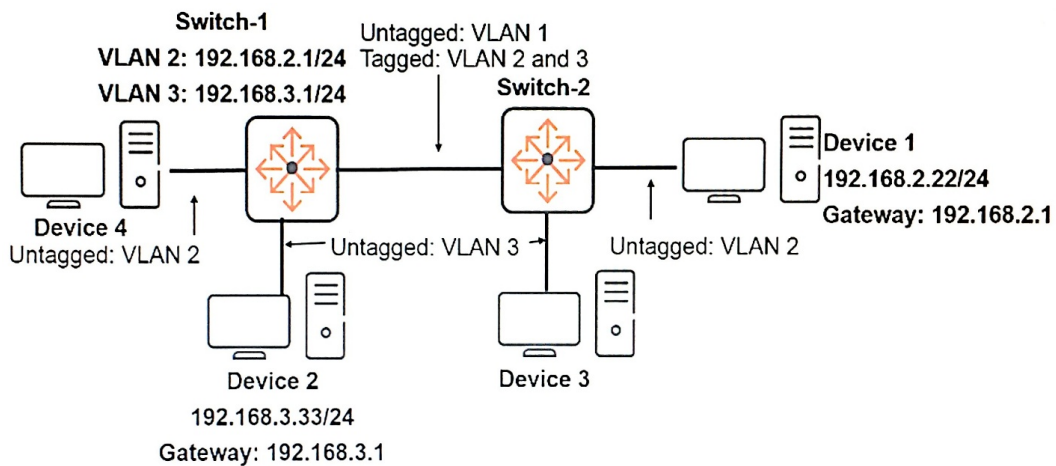 Switch-1
VLAN 2: 192.168.2.1/24
VLAN 3: 192.168.3.1/24
Untagged: VLAN 1
Tagged: VLAN 2 and 3
Switch-2
Device 1
192.168.2.22/24
Gateway: 192.168.2.1
Device 4
Untagged: VLAN 2
Untagged: VLAN 3
Untagged: VLAN 2
Device 2
192.168.3.33/24
Gateway: 192.168.3.1
Device 3